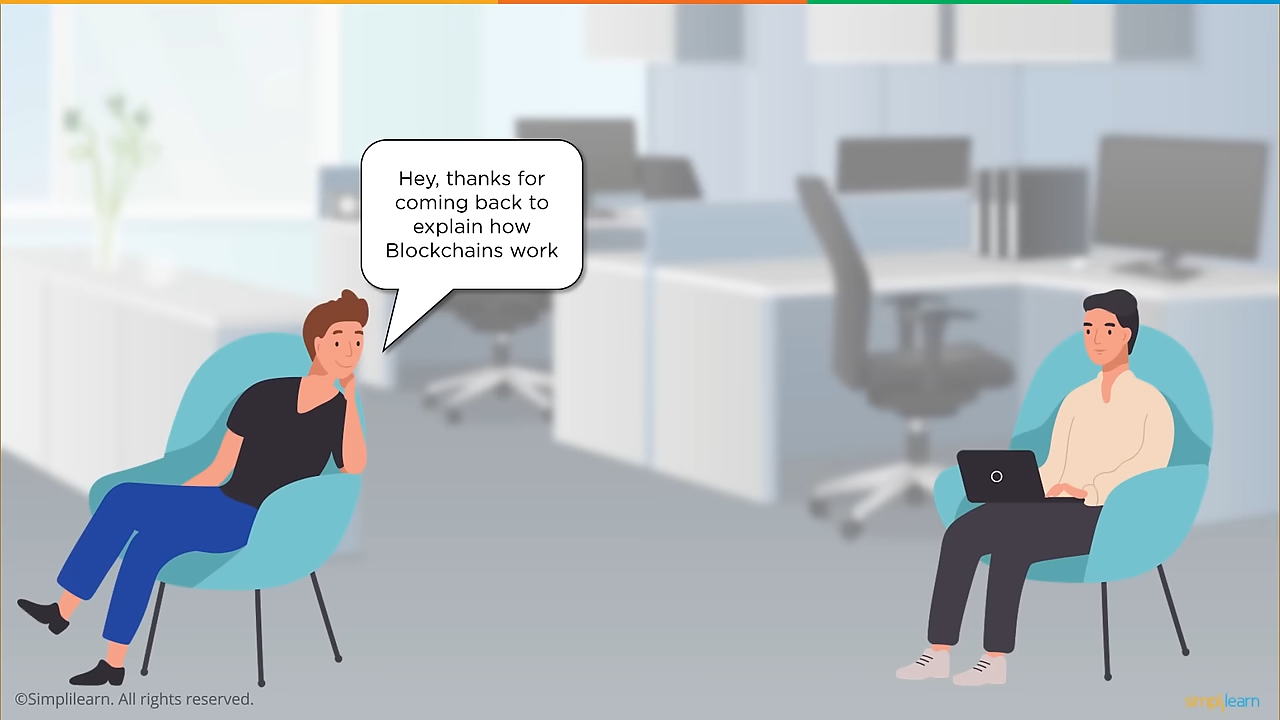 Hey, thanks for
coming back to
explain how
Blockchains work
©Simplilearn. All rights reserved.
simplilearn